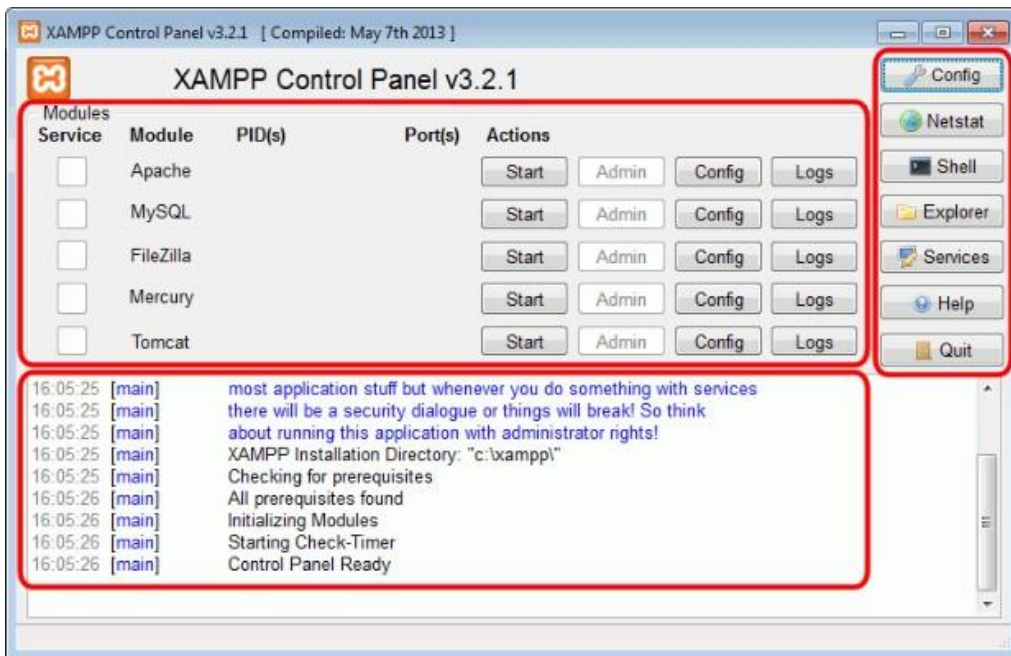 XAMPP Control Panel v3.2.1 [ Compiled: May 7th 2013 ]
XAMPP Control Panel v3.2.1
Config
Netstat
Shell
Explorer
Services
Help
Quit
Modules
Service Module PID(s) Port(s) Actions
Apache Start Admin Config Logs
MySQL Start Admin Config Logs
FileZilla Start Admin Config Logs
Mercury Start Admin Config Logs
Tomcat Start Admin Config Logs
16:05:25 [main] most application stuff but whenever you do something with services
16:05:25 [main] there will be a security dialogue or things will break! So think
16:05:25 [main] about running this application with administrator rights!
16:05:25 [main] XAMPP Installation Directory: "c:\xampp\"
16:05:25 [main] Checking for prerequisites
16:05:26 [main] All prerequisites found
16:05:26 [main] Initializing Modules
16:05:26 [main] Starting Check-Timer
16:05:26 [main] Control Panel Ready